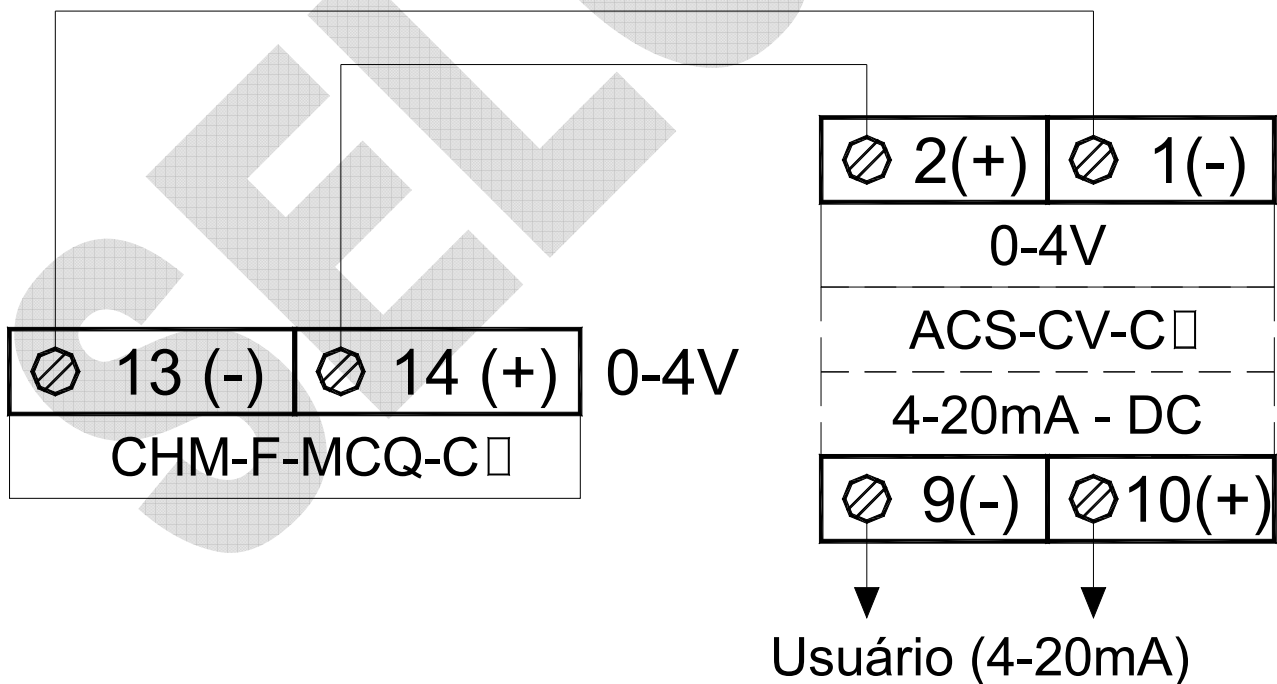 2(+) 1(-)
0-4V
ACS-CV-C▯
4-20mA - DC
9(-) 10(+)
Usuário (4-20mA)
13 (-) 14 (+) 0-4V
CHM-F-MCQ-C▯